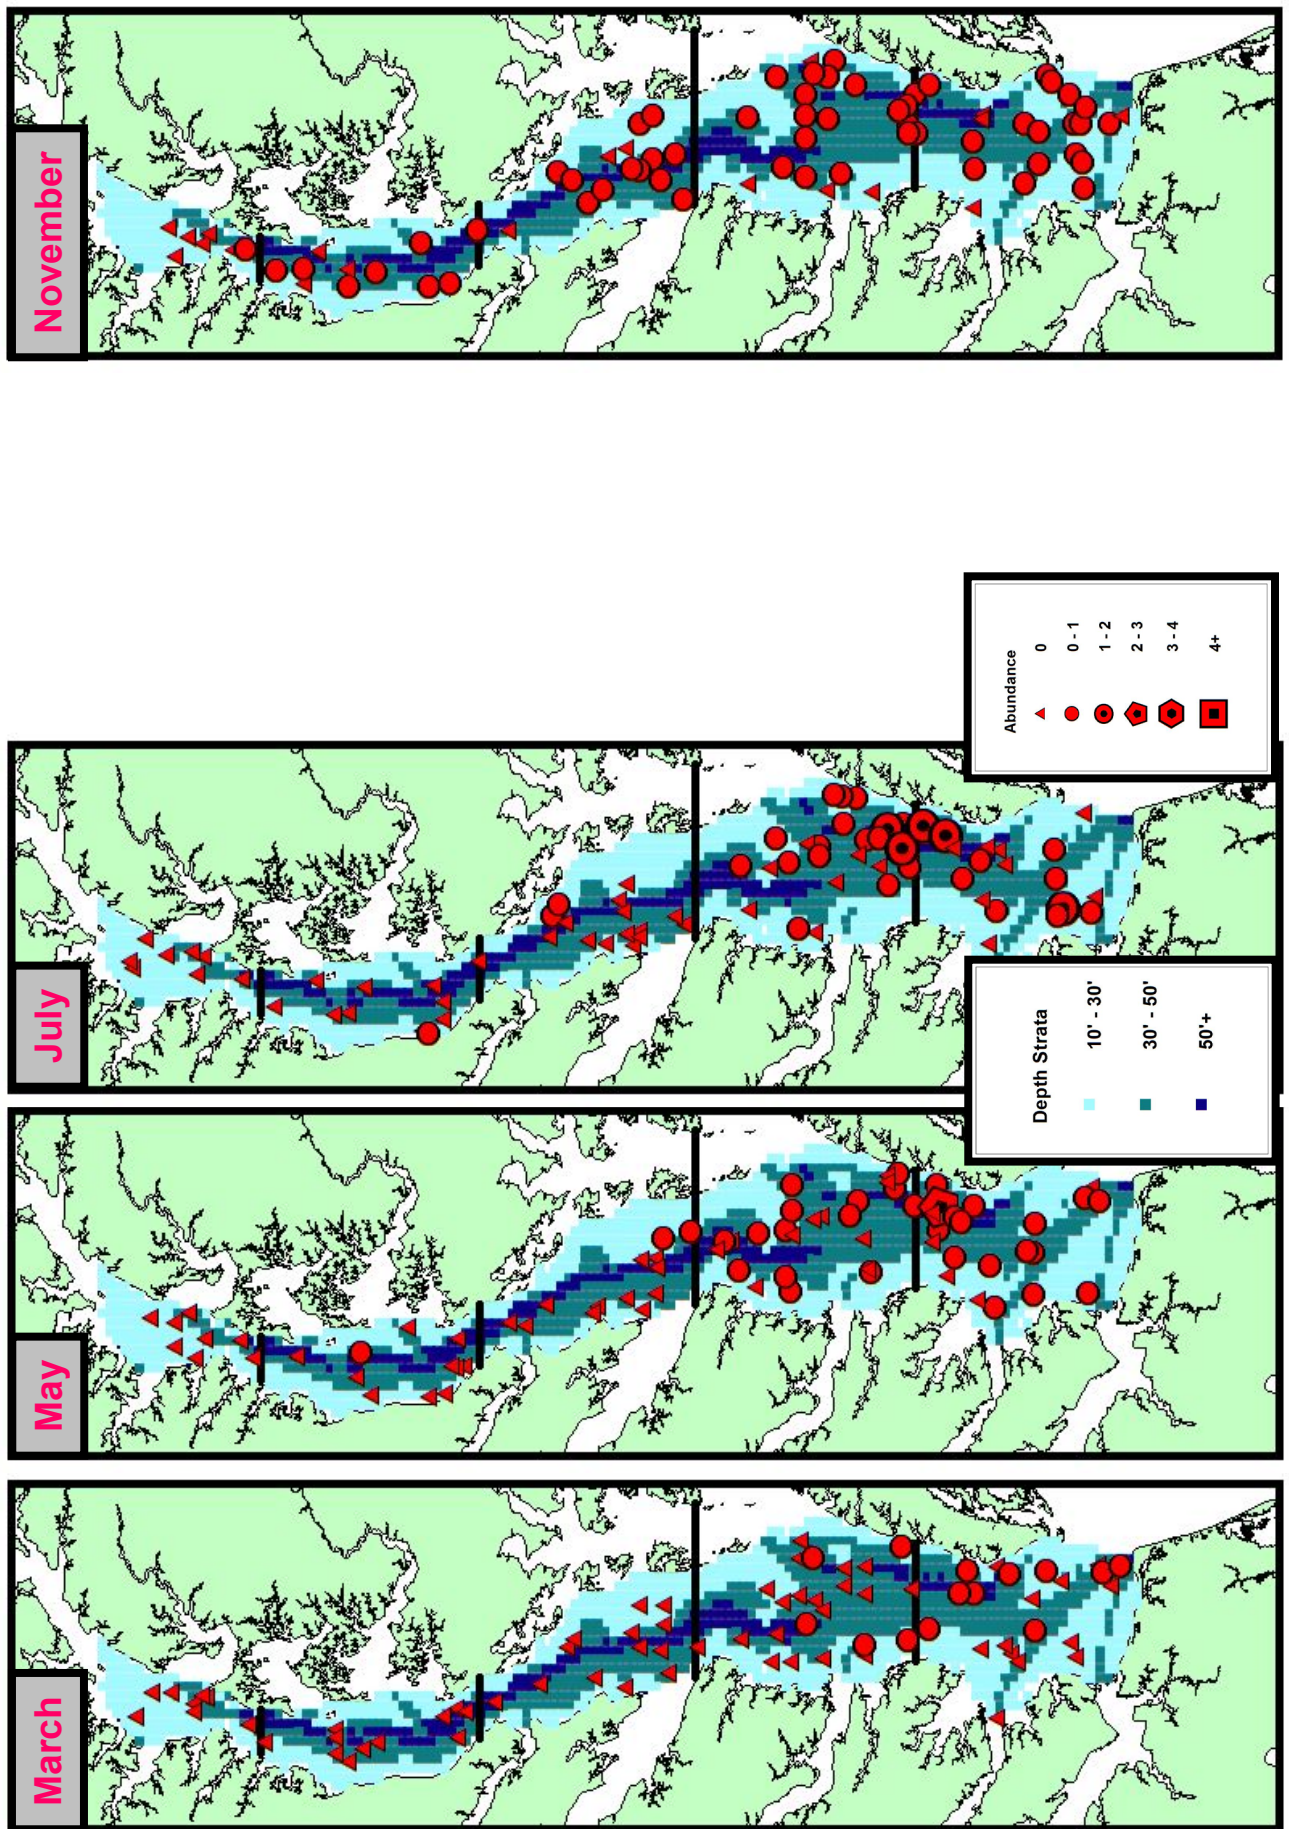 March
May
July
November
Depth Strata
10' - 30'
30' - 50'
50'+
Abundance
0
0 - 1
1 - 2
2 - 3
3 - 4
4+